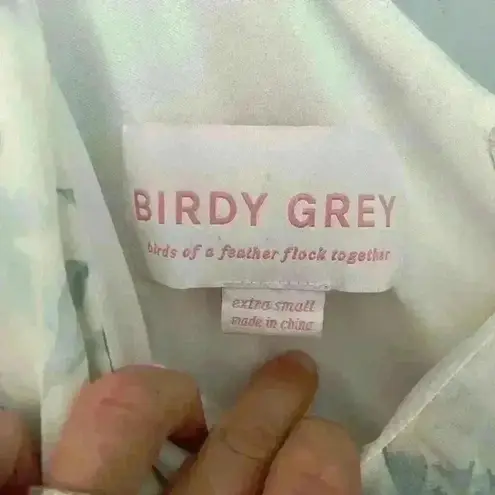 BIRDY GREY
birds of a feather flock together
extra small
made in china